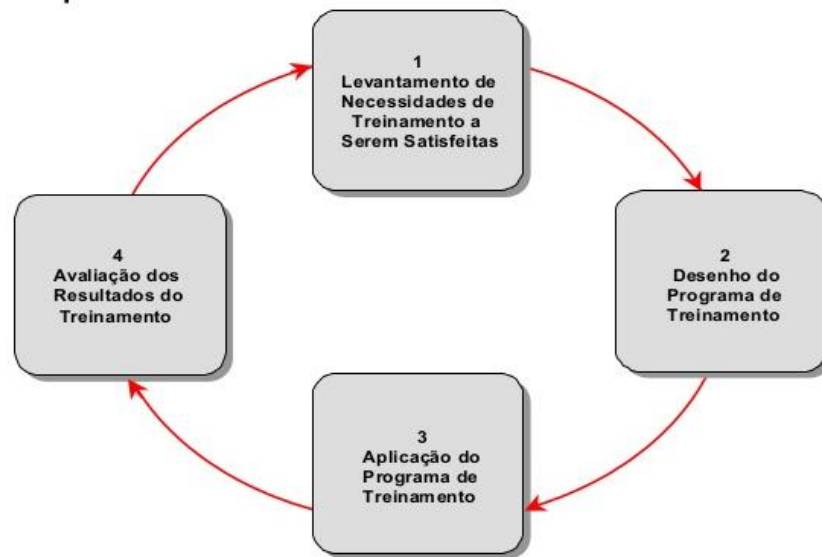 1
Levantamento de
Necessidades de
Treinamento a
Serem Satisfeitas
2
Desenho do
Programa de
Treinamento
3
Aplicação do
Programa de
Treinamento
4
Avaliação dos
Resultados do
Treinamento